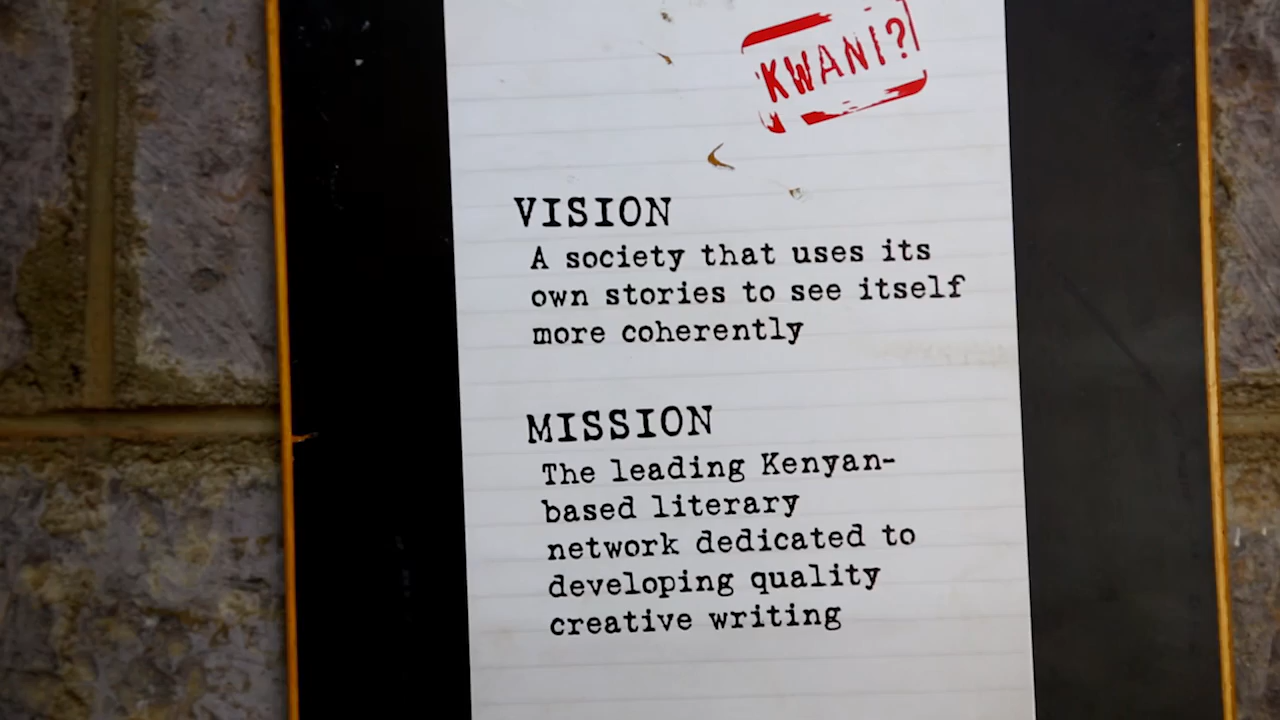 KWANI?
VISION
A society that uses its
own stories to see itself
more coherently
MISSION
The leading Kenyan-
based literary
network dedicated to
developing quality
creative writing